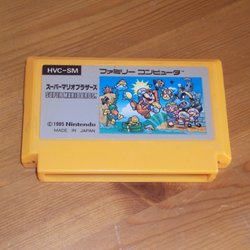 HVC-SM
ファミリー コンピュータ
スーパーマリオブラザーズ
SUPER MARIO BROS.
©1985 Nintendo
MADE IN JAPAN